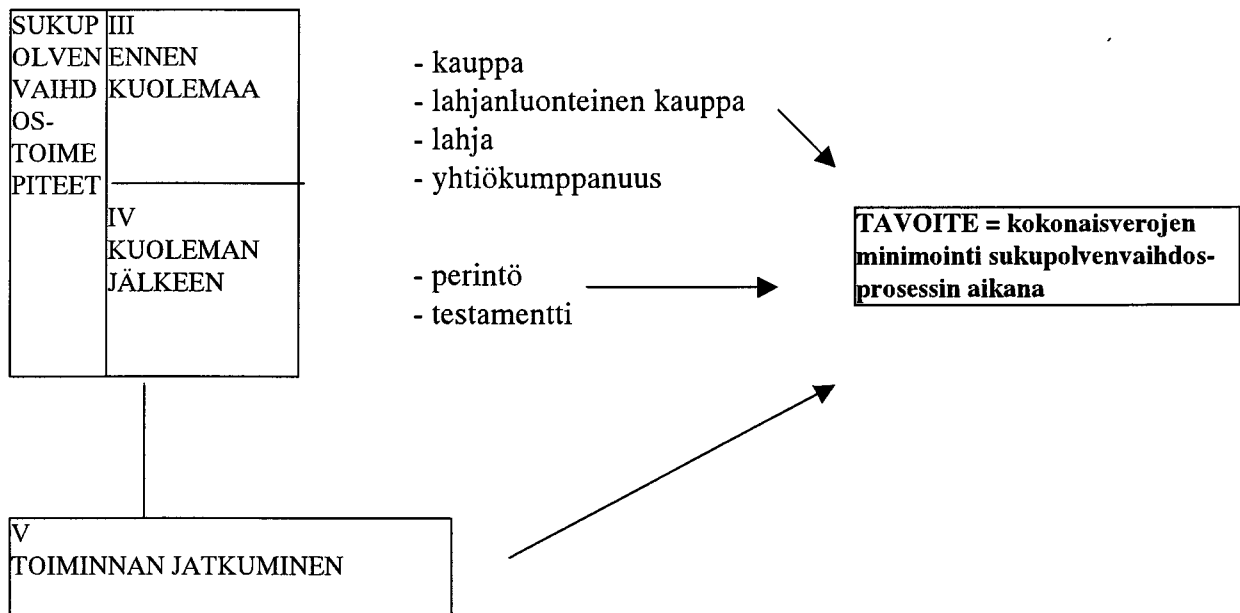 SUKUP
OLVEN
VAIHD
OS-
TOIME
PITEET
III
ENNEN
KUOLEMAA
- kauppa
- lahjanluonteinen kauppa
- lahja
- yhtiökumppanuus
IV
KUOLEMAN
JÄLKEEN
- perintö
- testamentti
TAVOITE = kokonaisverojen
minimointi sukupolvenvaihdos-
prosessin aikana
V
TOIMINNAN JATKUMINEN